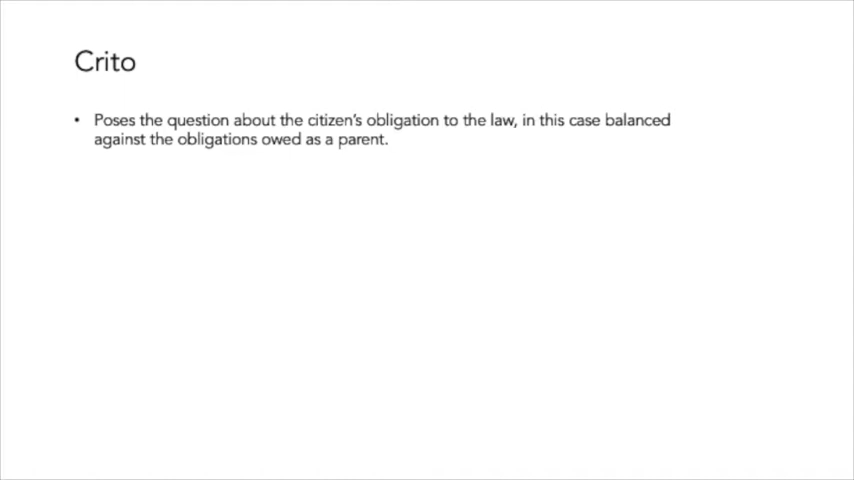 Crito
• Poses the question about the citizen's obligation to the law, in this case balanced
against the obligations owed as a parent.